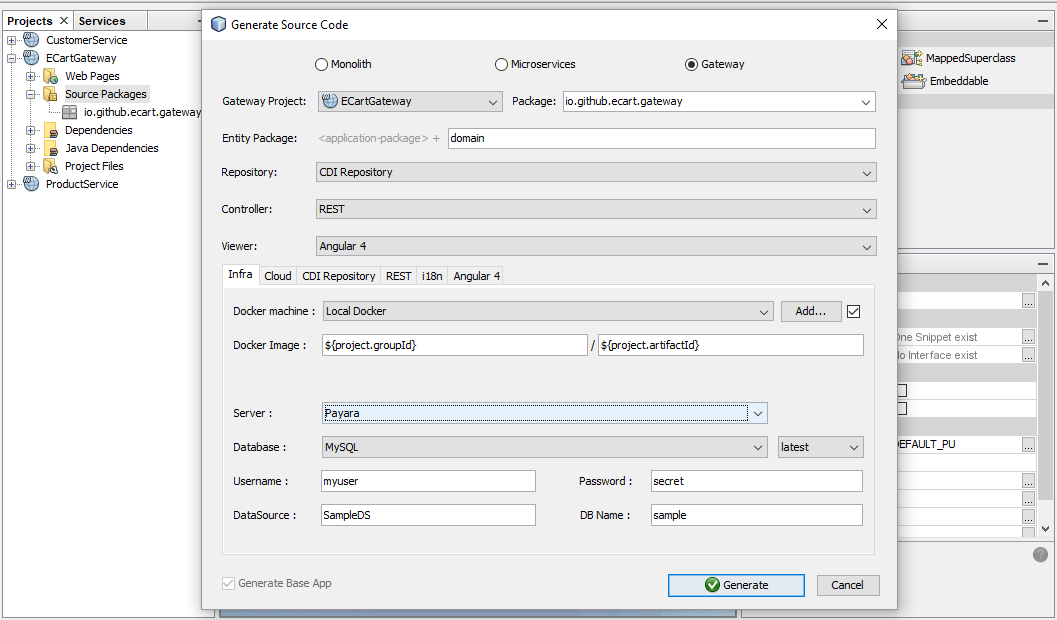 Projects Services
CustomerService
ECartGateway
Web Pages
Source Packages
io.github.ecart.gateway
Dependencies
Java Dependencies
Project Files
ProductService
Generate Source Code
Monolith Microservices Gateway
Gateway Project: ECartGateway Package: io.github.ecart.gateway
Entity Package: <application-package> + domain
Repository: CDI Repository
Controller: REST
Viewer: Angular 4
Infra Cloud CDI Repository REST i18n Angular 4
Docker machine : Local Docker Add...
Docker Image : ${project.groupId} / ${project.artifactId}
Server : Payara
Database : MySQL latest
Username : myuser Password : secret
DataSource : SampleDS DB Name : sample
Generate Base App
Generate Cancel
MappedSuperclass
Embeddable
...
One Snippet exist ...
No Interface exist ...
DEFAULT_PU ...
...
...
...
...
?